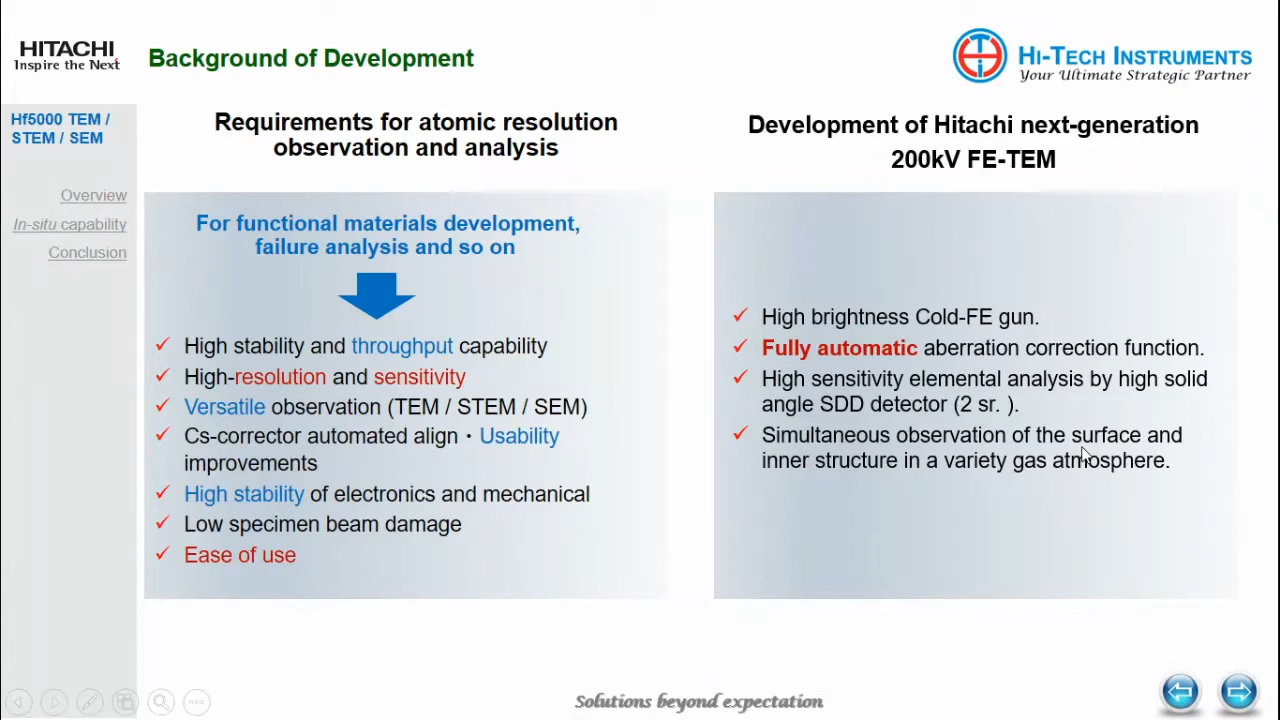 HITACHI
Inspire the Next
Background of Development
HI-TECH INSTRUMENTS
Your Ultimate Strategic Partner
Hf5000 TEM /
STEM / SEM
Overview
In-situ capability
Conclusion
Requirements for atomic resolution
observation and analysis
For functional materials development,
failure analysis and so on
High stability and throughput capability
High-resolution and sensitivity
Versatile observation (TEM / STEM / SEM)
Cs-corrector automated align・Usability
improvements
High stability of electronics and mechanical
Low specimen beam damage
Ease of use
Development of Hitachi next-generation
200kV FE-TEM
High brightness Cold-FE gun.
Fully automatic aberration correction function.
High sensitivity elemental analysis by high solid
angle SDD detector (2 sr. ).
Simultaneous observation of the surface and
inner structure in a variety gas atmosphere.
Solutions beyond expectation